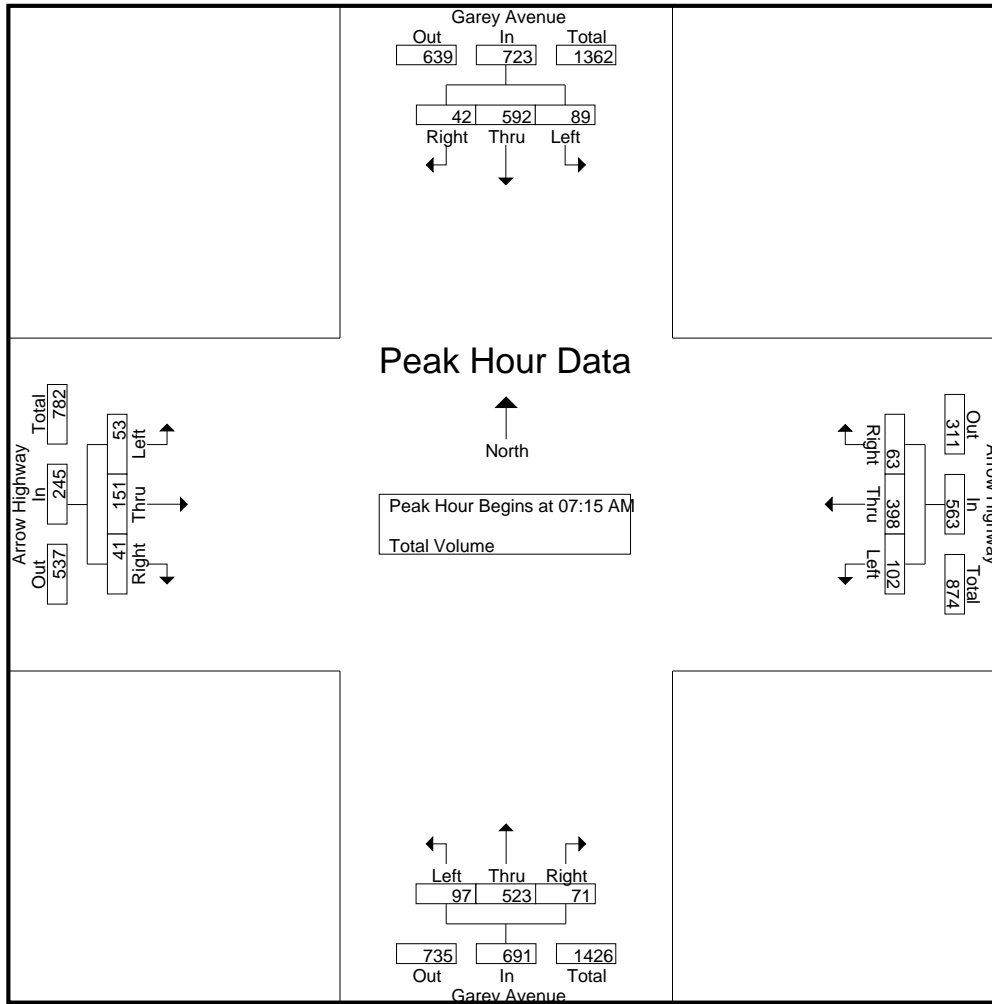 Garey Avenue
Out In Total
639 723 1362
42 592 89
Right Thru Left
Peak Hour Data
North
Peak Hour Begins at 07:15 AM
Total Volume
Arrow Highway
Total In Out
782 245 537
53 151 41
Left Thru Right
Arrow Highway
Out In Total
311 563 874
63 398 102
Right Thru Left
Left Thru Right
97 523 71
735 691 1426
Out In Total
Garey Avenue